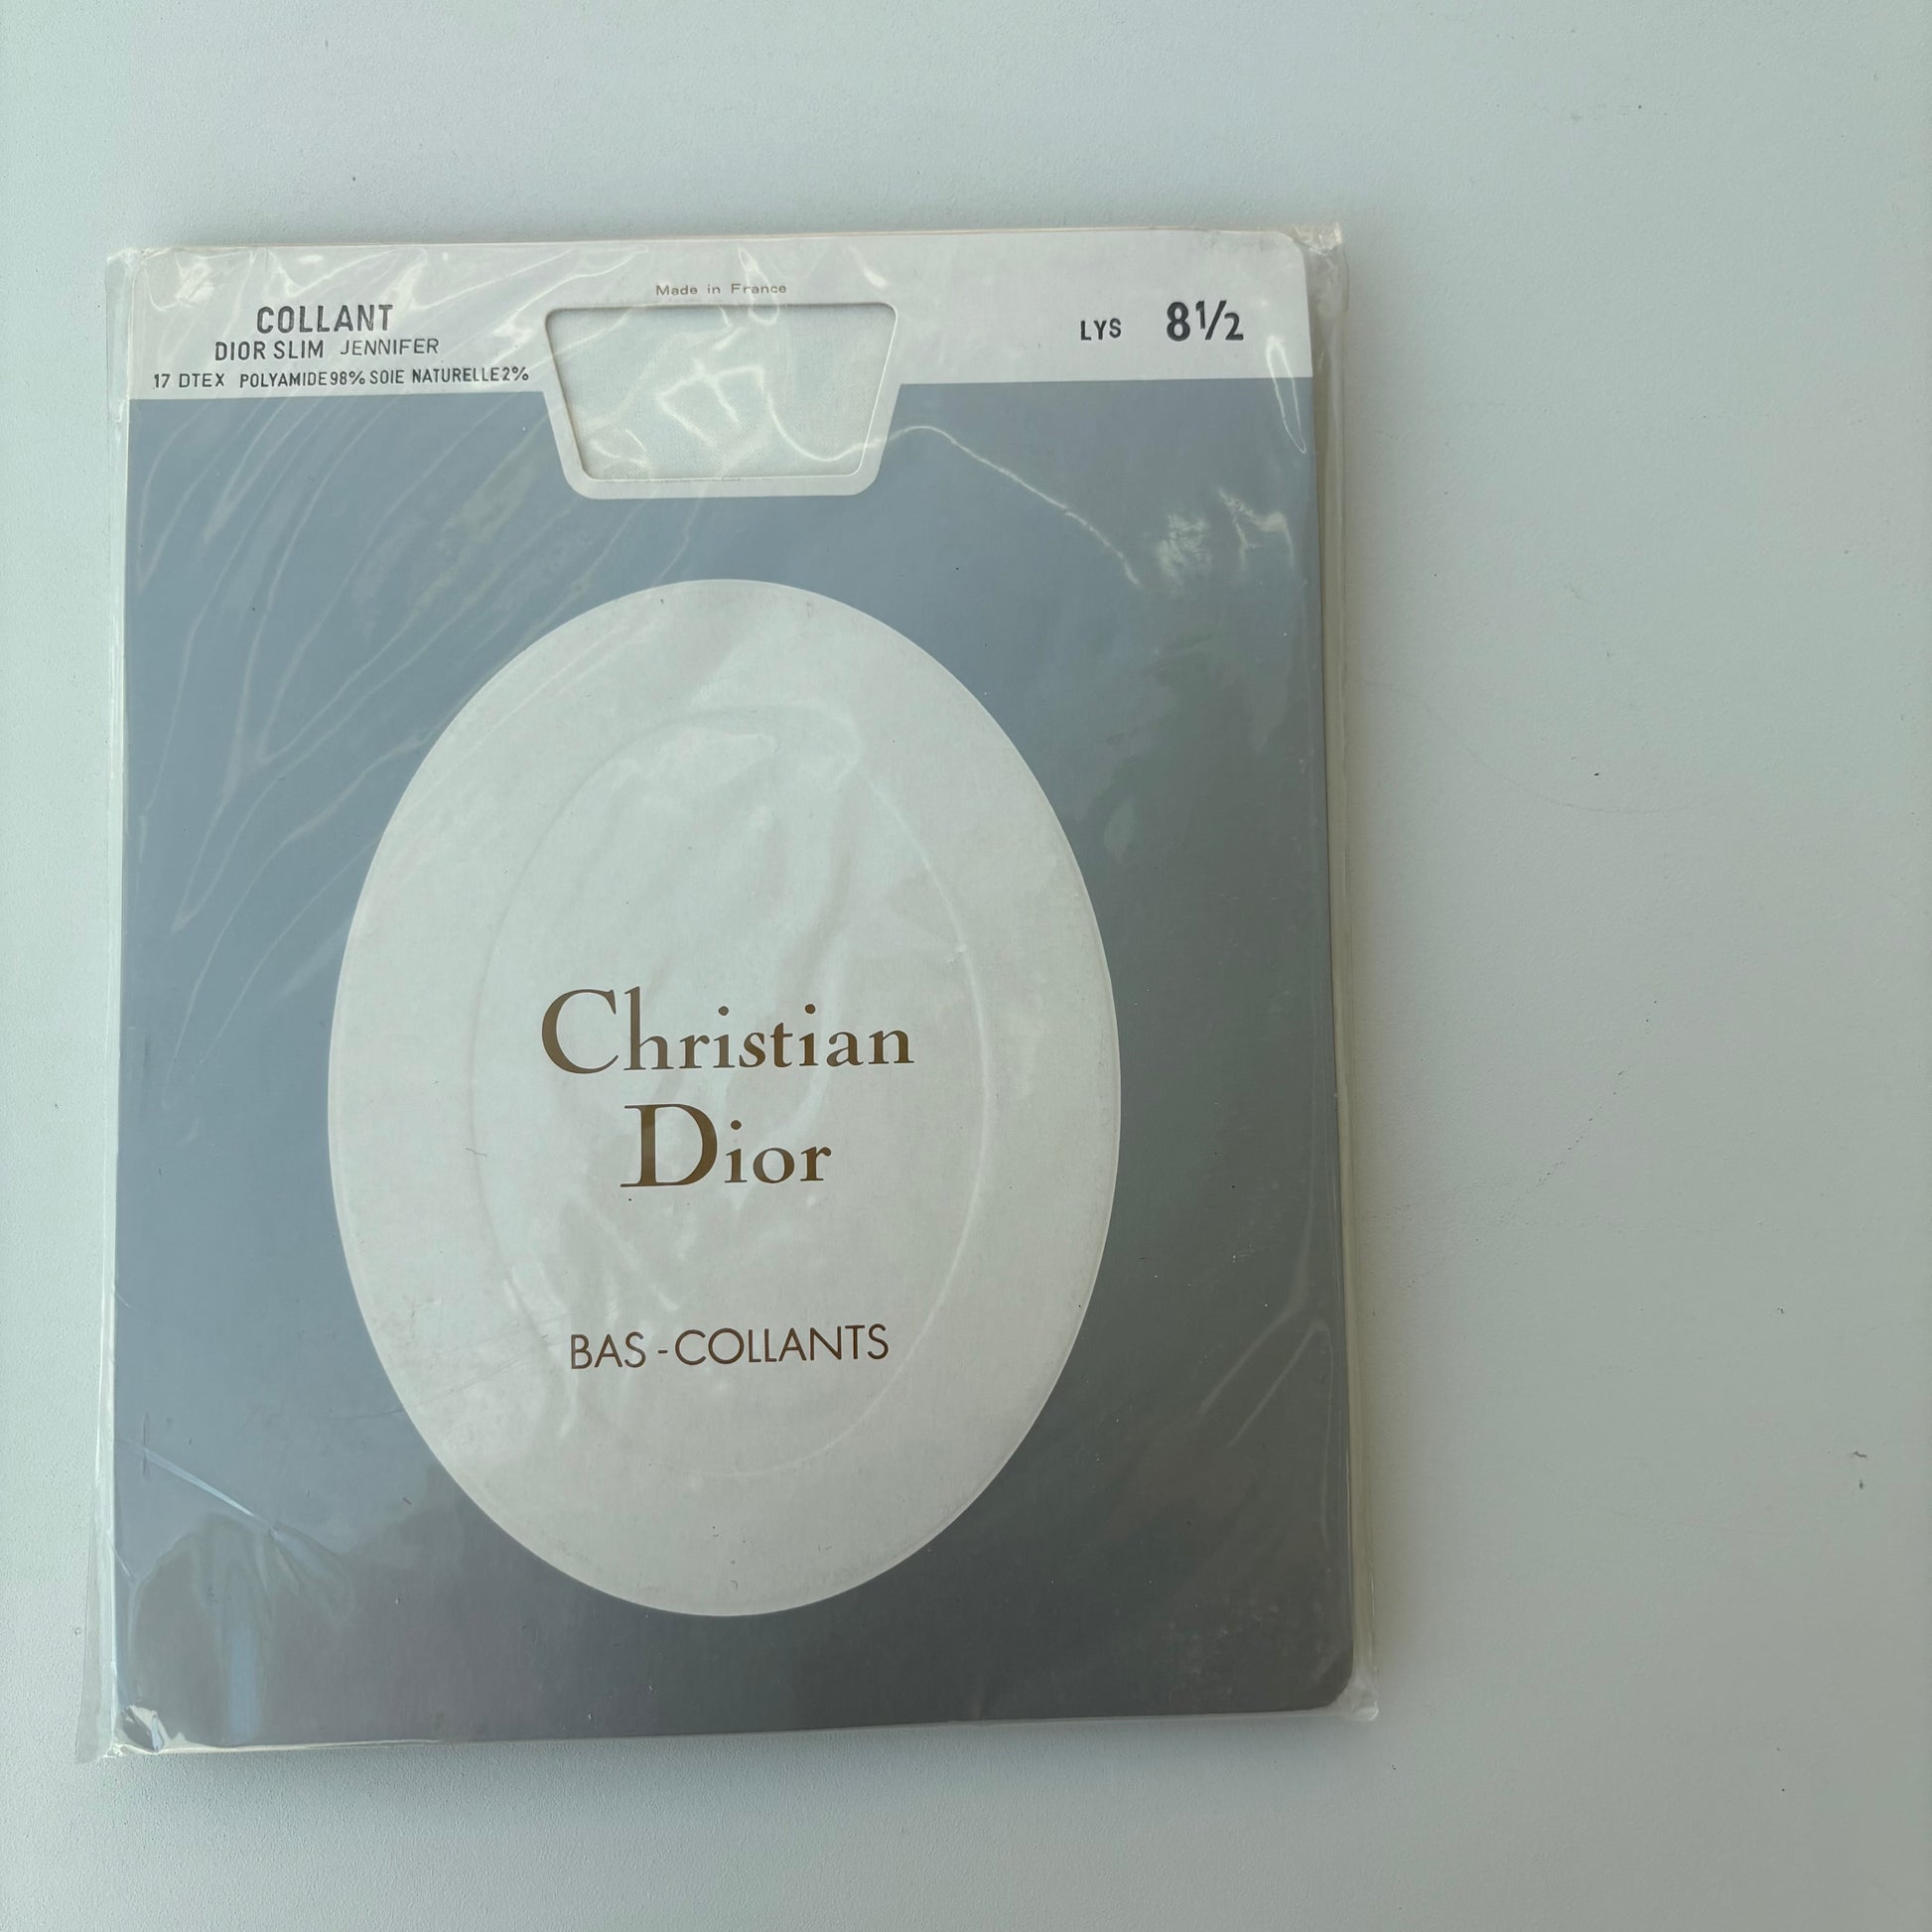 Made in France
COLLANT
DIOR SLIM JENNIFER
17 DTEX POLYAMIDE 98% SOIE NATURELLE 2%
LYS 8½
Christian
Dior
BAS-COLLANTS